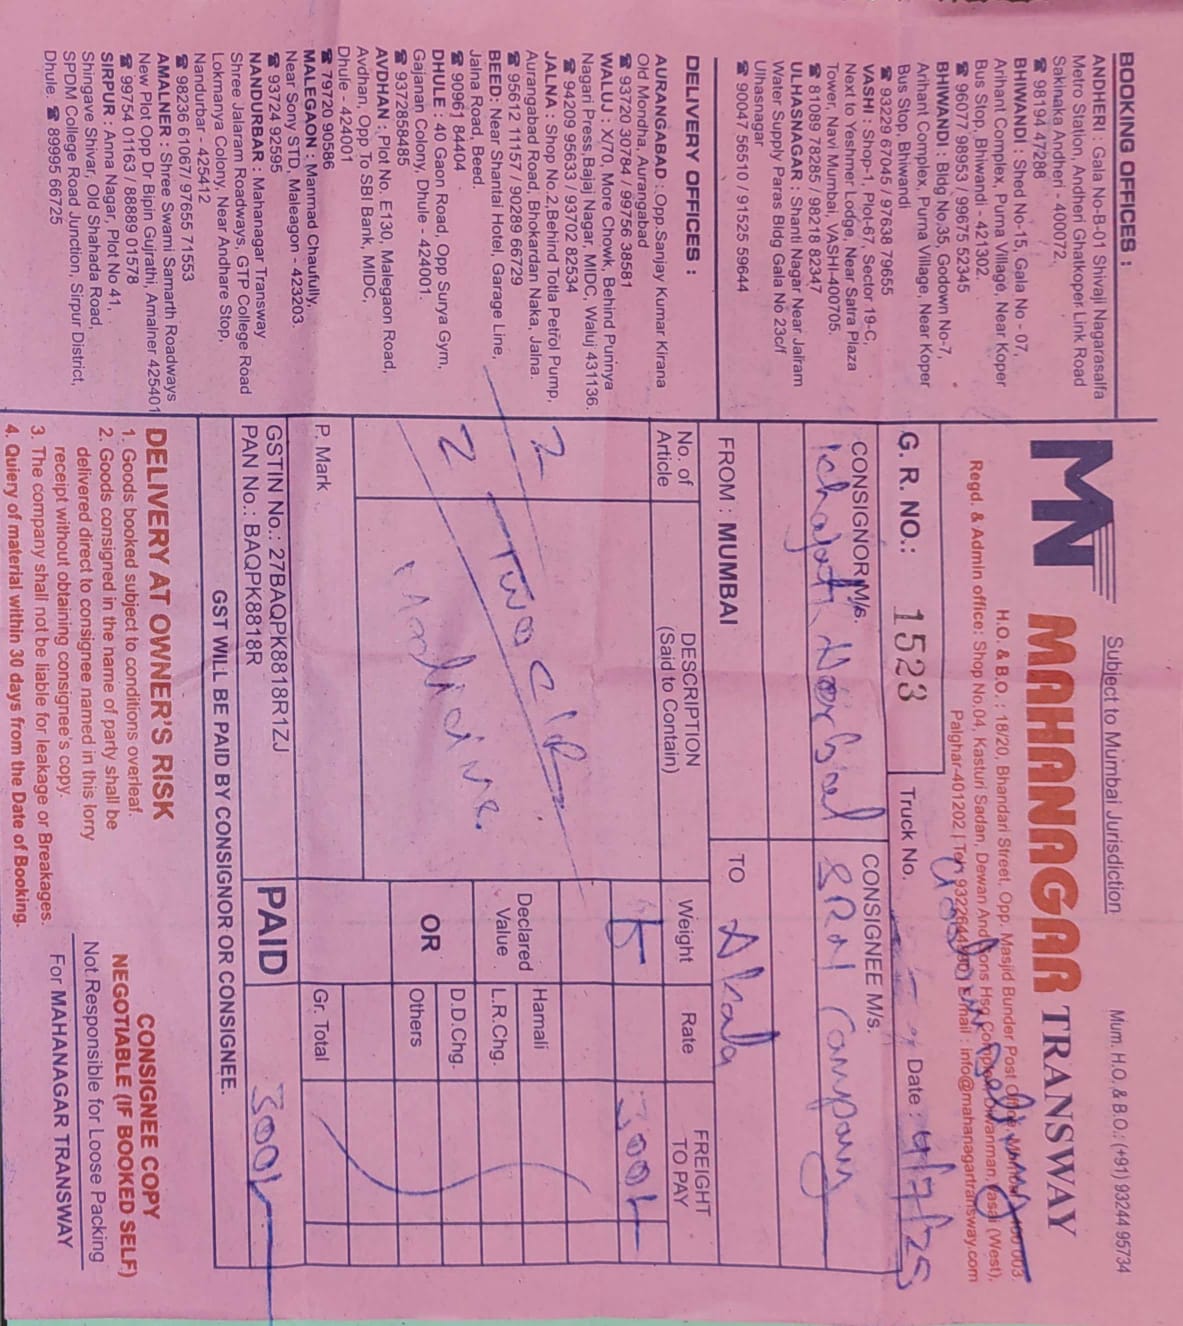 Subject to Mumbai Jurisdiction
Mum. H.O. & B.O.: (+91) 93244 95734
MAHANAGAR TRANSWAY
H.O. & B.O. : 18/20, Bhandari Street, Opp. Masjid Bunder Post Office, Mumbai-400 003.
Regd. & Admin office: Shop No.04, Kasturi Sadan, Dewan And Sons Hsg Complex, Diwanman, Vasai (West),
Palghar-401202 | Email : info@mahanagartransway.com
G. R. NO.: 1523
Truck No.
Date : 4/7/25
CONSIGNOR M/s.
CONSIGNEE M/s.
SRH Company
FROM : MUMBAI
TO
No. of Article
DESCRIPTION (Said to Contain)
Weight
Rate
FREIGHT TO PAY
2 Two
300/-
2
Declared Value
OR
Hamali
L.R.Chg.
D.D.Chg.
Others
Gr. Total
P. Mark
GSTIN No.: 27BAQPK8818R1ZJ
PAN No.: BAQPK8818R
PAID
300/-
GST WILL BE PAID BY CONSIGNOR OR CONSIGNEE.
DELIVERY AT OWNER'S RISK
1. Goods booked subject to conditions overleaf.
2. Goods consigned in the name of party shall be
delivered direct to consignee named in this lorry
receipt without obtaining consignee's copy.
3. The company shall not be liable for leakage or Breakages.
4. Quiery of material within 30 days from the Date of Booking.
CONSIGNEE COPY
NEGOTIABLE (IF BOOKED SELF)
Not Responsible for Loose Packing
For MAHANAGAR TRANSWAY
BOOKING OFFICES :
ANDHERI : Gala No-B-01 Shivaji Nagarasalfa
Metro Station, Andheri Ghatkoper Link Road
Sakinaka Andheri - 400072.
☎ 98194 47288
BHIWANDI : Shed No-15, Gala No - 07,
Arihant Complex, Purna Village, Near Koper
Bus Stop, Bhiwandi - 421302.
☎ 96077 98953 / 99675 52345
BHIWANDI : Bldg No.35, Godown No-7,
Arihant Complex, Purna Village, Near Koper
Bus Stop, Bhiwandi
☎ 93229 67045 / 97638 79655
VASHI : Shop-1, Plot-67, Sector 19-C,
Next to Yeshmer Lodge, Near Satra Plaza
Tower, Navi Mumbai, VASHI-400705.
☎ 81089 78285 / 98218 82347
ULHASNAGAR : Shanti Nagar Near Jairam
Water Supply Paras Bldg Gala No 23c/f
Ulhasnagar
☎ 90047 56510 / 91525 59644
DELIVERY OFFICES :
AURANGABAD : Opp.Sanjay Kumar Kirana
Old Mondha, Aurangabad
☎ 93720 30784 / 99756 38581
WALUJ : X/70, More Chowk, Behind Punnya
Nagari Press,Bajaj Nagar, MIDC, Waluj 431136.
☎ 94209 95633 / 93702 82534
JALNA : Shop No.2,Behind Totla Petrol Pump,
Aurangabad Road, Bhokardan Naka, Jalna.
☎ 95612 11157 / 90289 66729
BEED: Near Shantai Hotel, Garage Line,
Jalna Road, Beed.
☎ 90961 84404
DHULE : 40 Gaon Road, Opp Surya Gym,
Gajanan Colony, Dhule - 424001.
☎ 9372858485
AVDHAN : Plot No. E130, Malegaon Road,
Avdhan, Opp To SBI Bank, MIDC,
Dhule - 424001
☎ 79720 90586
MALEGAON : Manmad Chaufully,
Near Sony STD, Malegaon - 423203.
☎ 93724 92595
NANDURBAR : Mahanagar Transway
Shree Jalaram Roadways, GTP College Road
Lokmanya Colony, Near Andhare Stop,
Nandurbar - 425412
☎ 98236 61067/ 97655 71553
AMALNER : Shree Swami Samarth Roadways
New Plot Opp Dr Bipin Gujrathi, Amalner 425401
☎ 99754 01163 / 88889 01578
SIRPUR : Anna Nagar, Plot No 41,
Shingave Shivar, Old Shahada Road,
SPDM College Road Junction, Sirpur District,
Dhule. ☎ 89995 66725